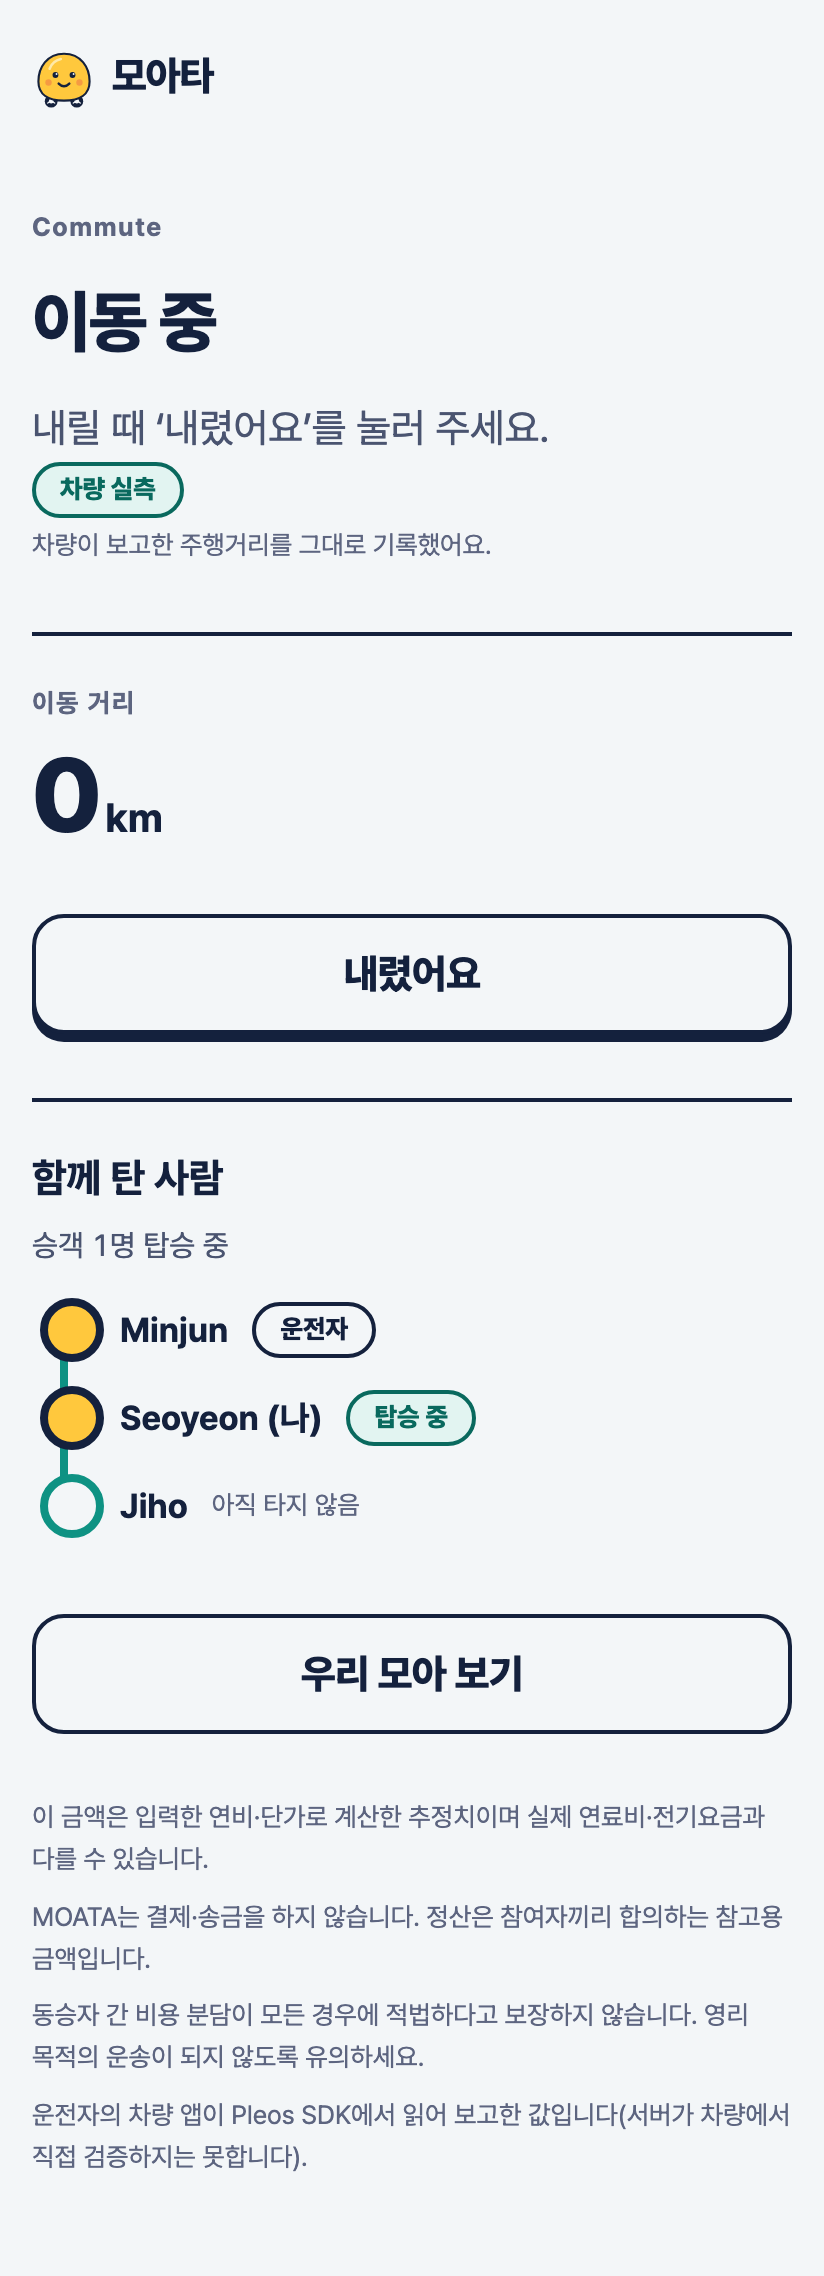 모아타
Commute
이동 중
내릴 때 ‘내렸어요’를 눌러 주세요.
차량 실측
차량이 보고한 주행거리를 그대로 기록했어요.
이동 거리
0 km
내렸어요
함께 탄 사람
승객 1명 탑승 중
Minjun 운전자
Seoyeon (나) 탑승 중
Jiho 아직 타지 않음
우리 모아 보기
이 금액은 입력한 연비·단가로 계산한 추정치이며 실제 연료비·전기요금과
다를 수 있습니다.
MOATA는 결제·송금을 하지 않습니다. 정산은 참여자끼리 합의하는 참고용
금액입니다.
동승자 간 비용 분담이 모든 경우에 적법하다고 보장하지 않습니다. 영리
목적의 운송이 되지 않도록 유의하세요.
운전자의 차량 앱이 Pleos SDK에서 읽어 보고한 값입니다(서버가 차량에서
직접 검증하지는 못합니다).